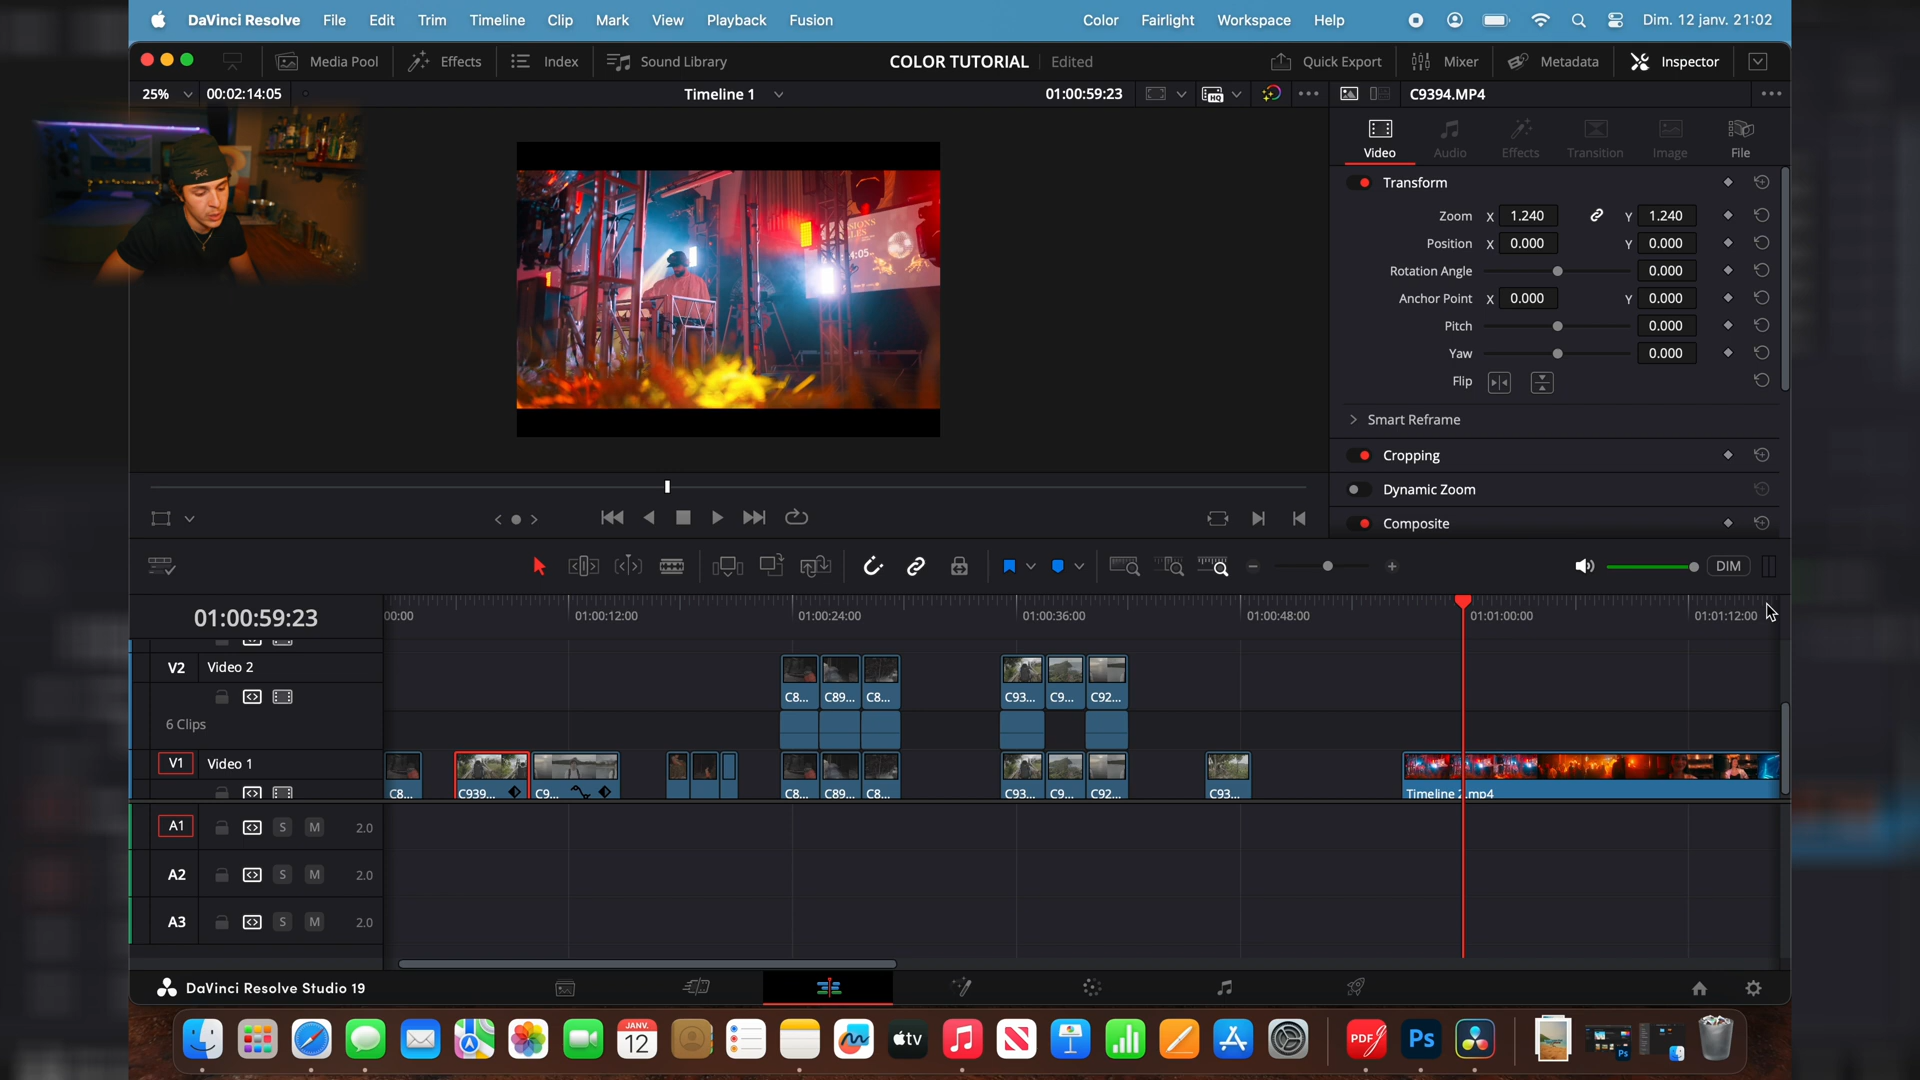 DaVinci Resolve File Edit Trim Timeline Clip Mark View Playback Fusion Color Fairlight Workspace Help Dim. 12 janv. 21:02
Media Pool Effects Index Sound Library COLOR TUTORIAL Edited Quick Export Mixer Metadata Inspector
25% 00:02:14:05 Timeline 1 01:00:59:23 HQ C9394.MP4
Video Audio Effects Transition Image File
Transform
Zoom X 1.240 Y 1.240
Position X 0.000 Y 0.000
Rotation Angle 0.000
Anchor Point X 0.000 Y 0.000
Pitch 0.000
Yaw 0.000
Flip
Smart Reframe
Cropping
Dynamic Zoom
Composite
DIM
01:00:59:23 00:00 01:00:12:00 01:00:24:00 01:00:36:00 01:00:48:00 01:01:00:00 01:01:12:00
V2 Video 2
C8... C89... C8... C93... C9... C92...
6 Clips
V1 Video 1
C8... C939... C9... C8... C89... C8... C93... C9... C92... C93... Timeline 2.mp4
A1 S M 2.0
A2 S M 2.0
A3 S M 2.0
DaVinci Resolve Studio 19
JANV.
12
tv
PDF
Ps
Ps